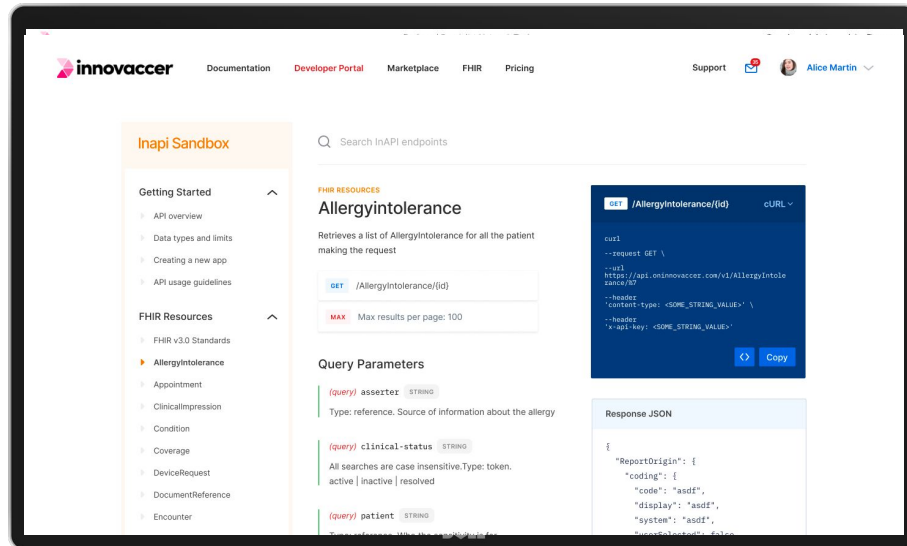 innovaccer
Documentation
Developer Portal
Marketplace
FHIR
Pricing
Support
Alice Martin
Inapi Sandbox
Getting Started
API overview
Data types and limits
Creating a new app
API usage guidelines
FHIR Resources
FHIR v3.0 Standards
AllergyIntolerance
Appointment
ClinicalImpression
Condition
Coverage
DeviceRequest
DocumentReference
Encounter
Search InAPI endpoints
FHIR RESOURCES
Allergyintolerance
Retrieves a list of AllergyIntolerance for all the patient
making the request
GET /AllergyIntolerance/{id}
MAX Max results per page: 100
Query Parameters
(query) asserter STRING
Type: reference. Source of information about the allergy
(query) clinical-status STRING
All searches are case insensitive.Type: token.
active | inactive | resolved
(query) patient STRING
GET /AllergyIntolerance/{id} cURL
curl
--request GET \
--url
https://api.oninnovaccer.com/v1/AllergyIntole
rance/B7
--header
'content-type: <SOME_STRING_VALUE>' \
--header
'x-api-key: <SOME_STRING_VALUE>'
<> Copy
Response JSON
{
"ReportOrigin": {
"coding": {
"code": "asdf",
"display": "asdf",
"system": "asdf",